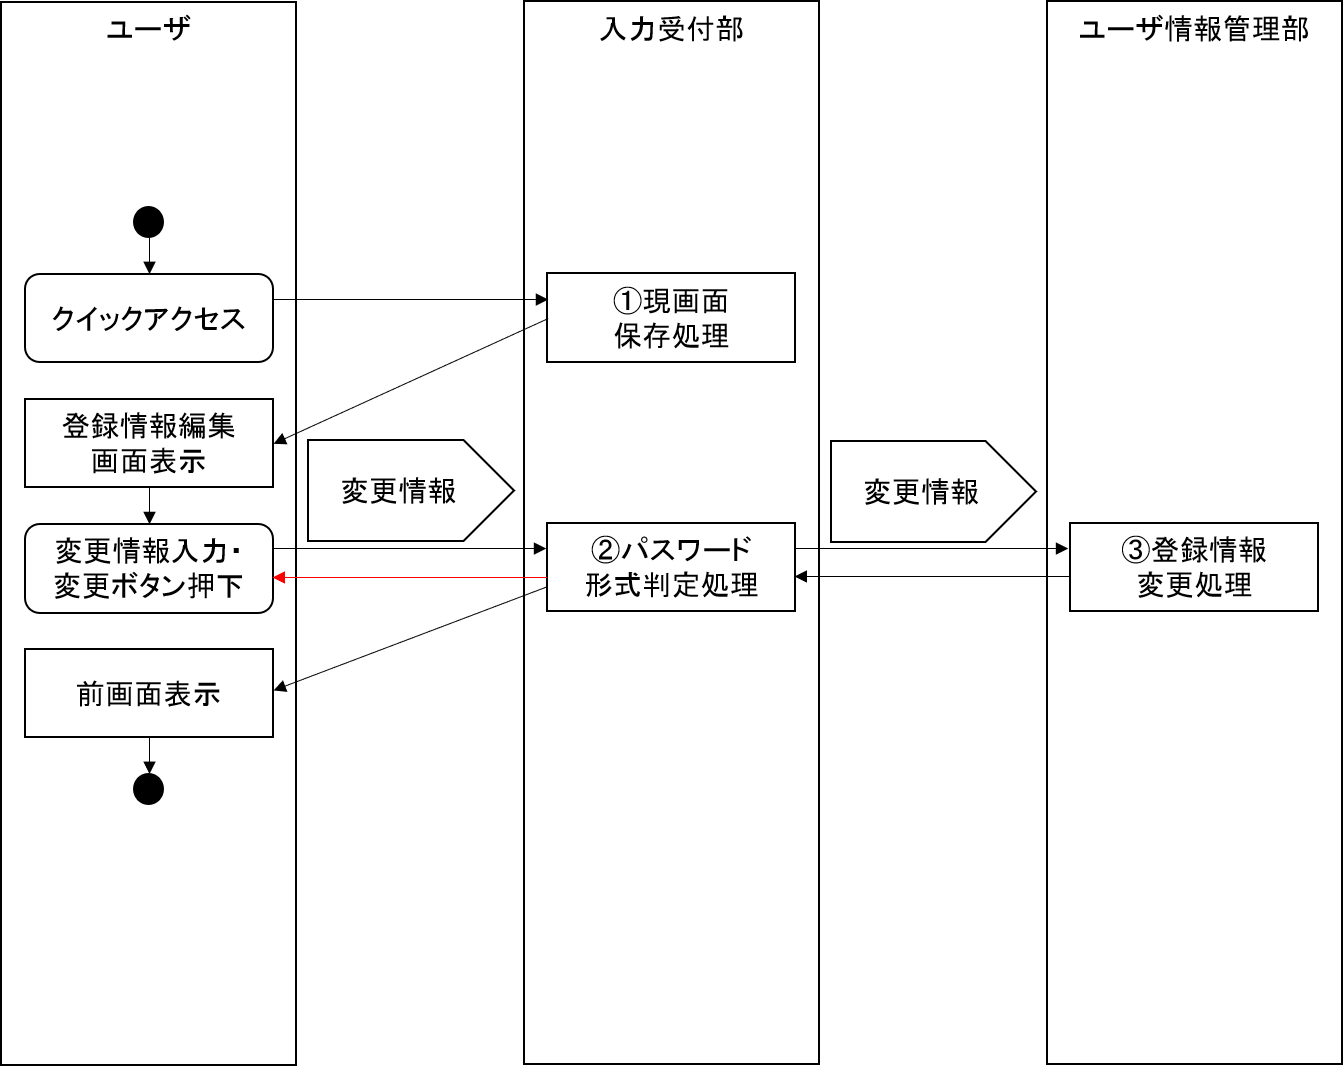 ユーザ
入力受付部
ユーザ情報管理部
クイックアクセス
①現画面
保存処理
登録情報編集
画面表示
変更情報
変更情報
変更情報入力・
変更ボタン押下
②パスワード
形式判定処理
③登録情報
変更処理
前画面表示